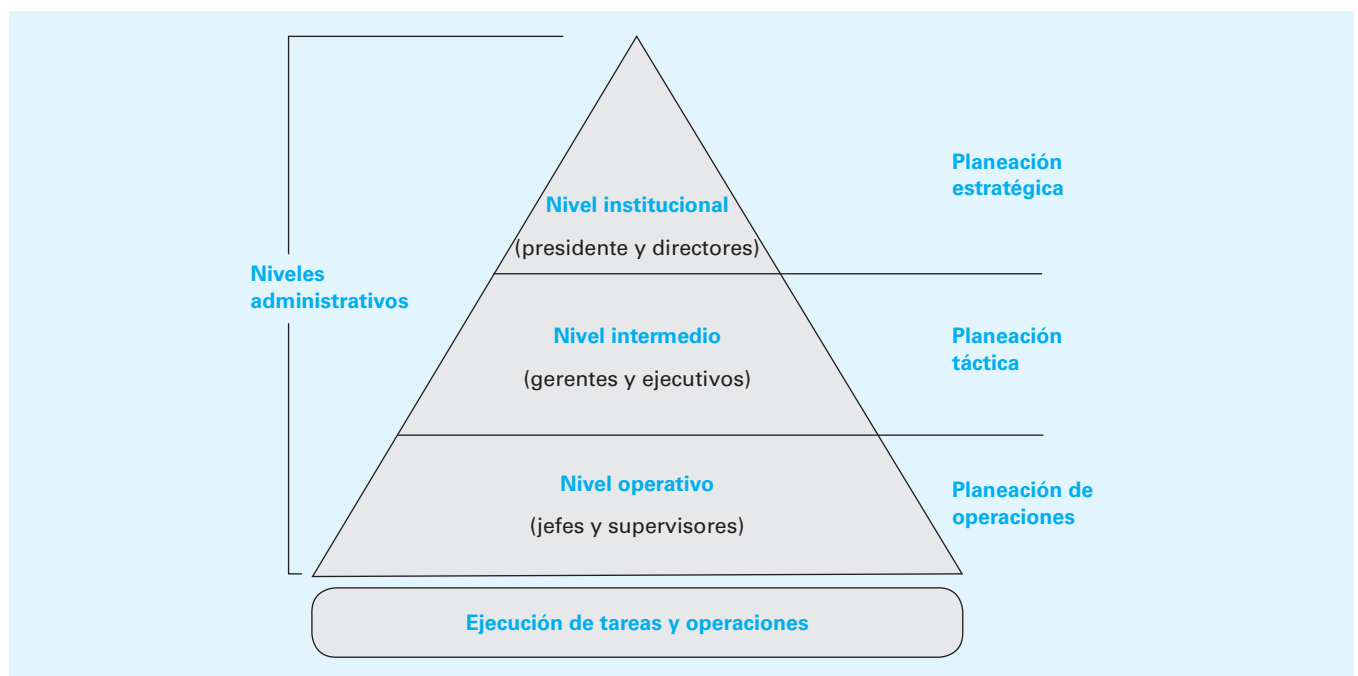 Planeación
estratégica
Nivel institucional
(presidente y directores)
Niveles
administrativos
Nivel intermedio
(gerentes y ejecutivos)
Planeación
táctica
Nivel operativo
(jefes y supervisores)
Planeación de
operaciones
Ejecución de tareas y operaciones